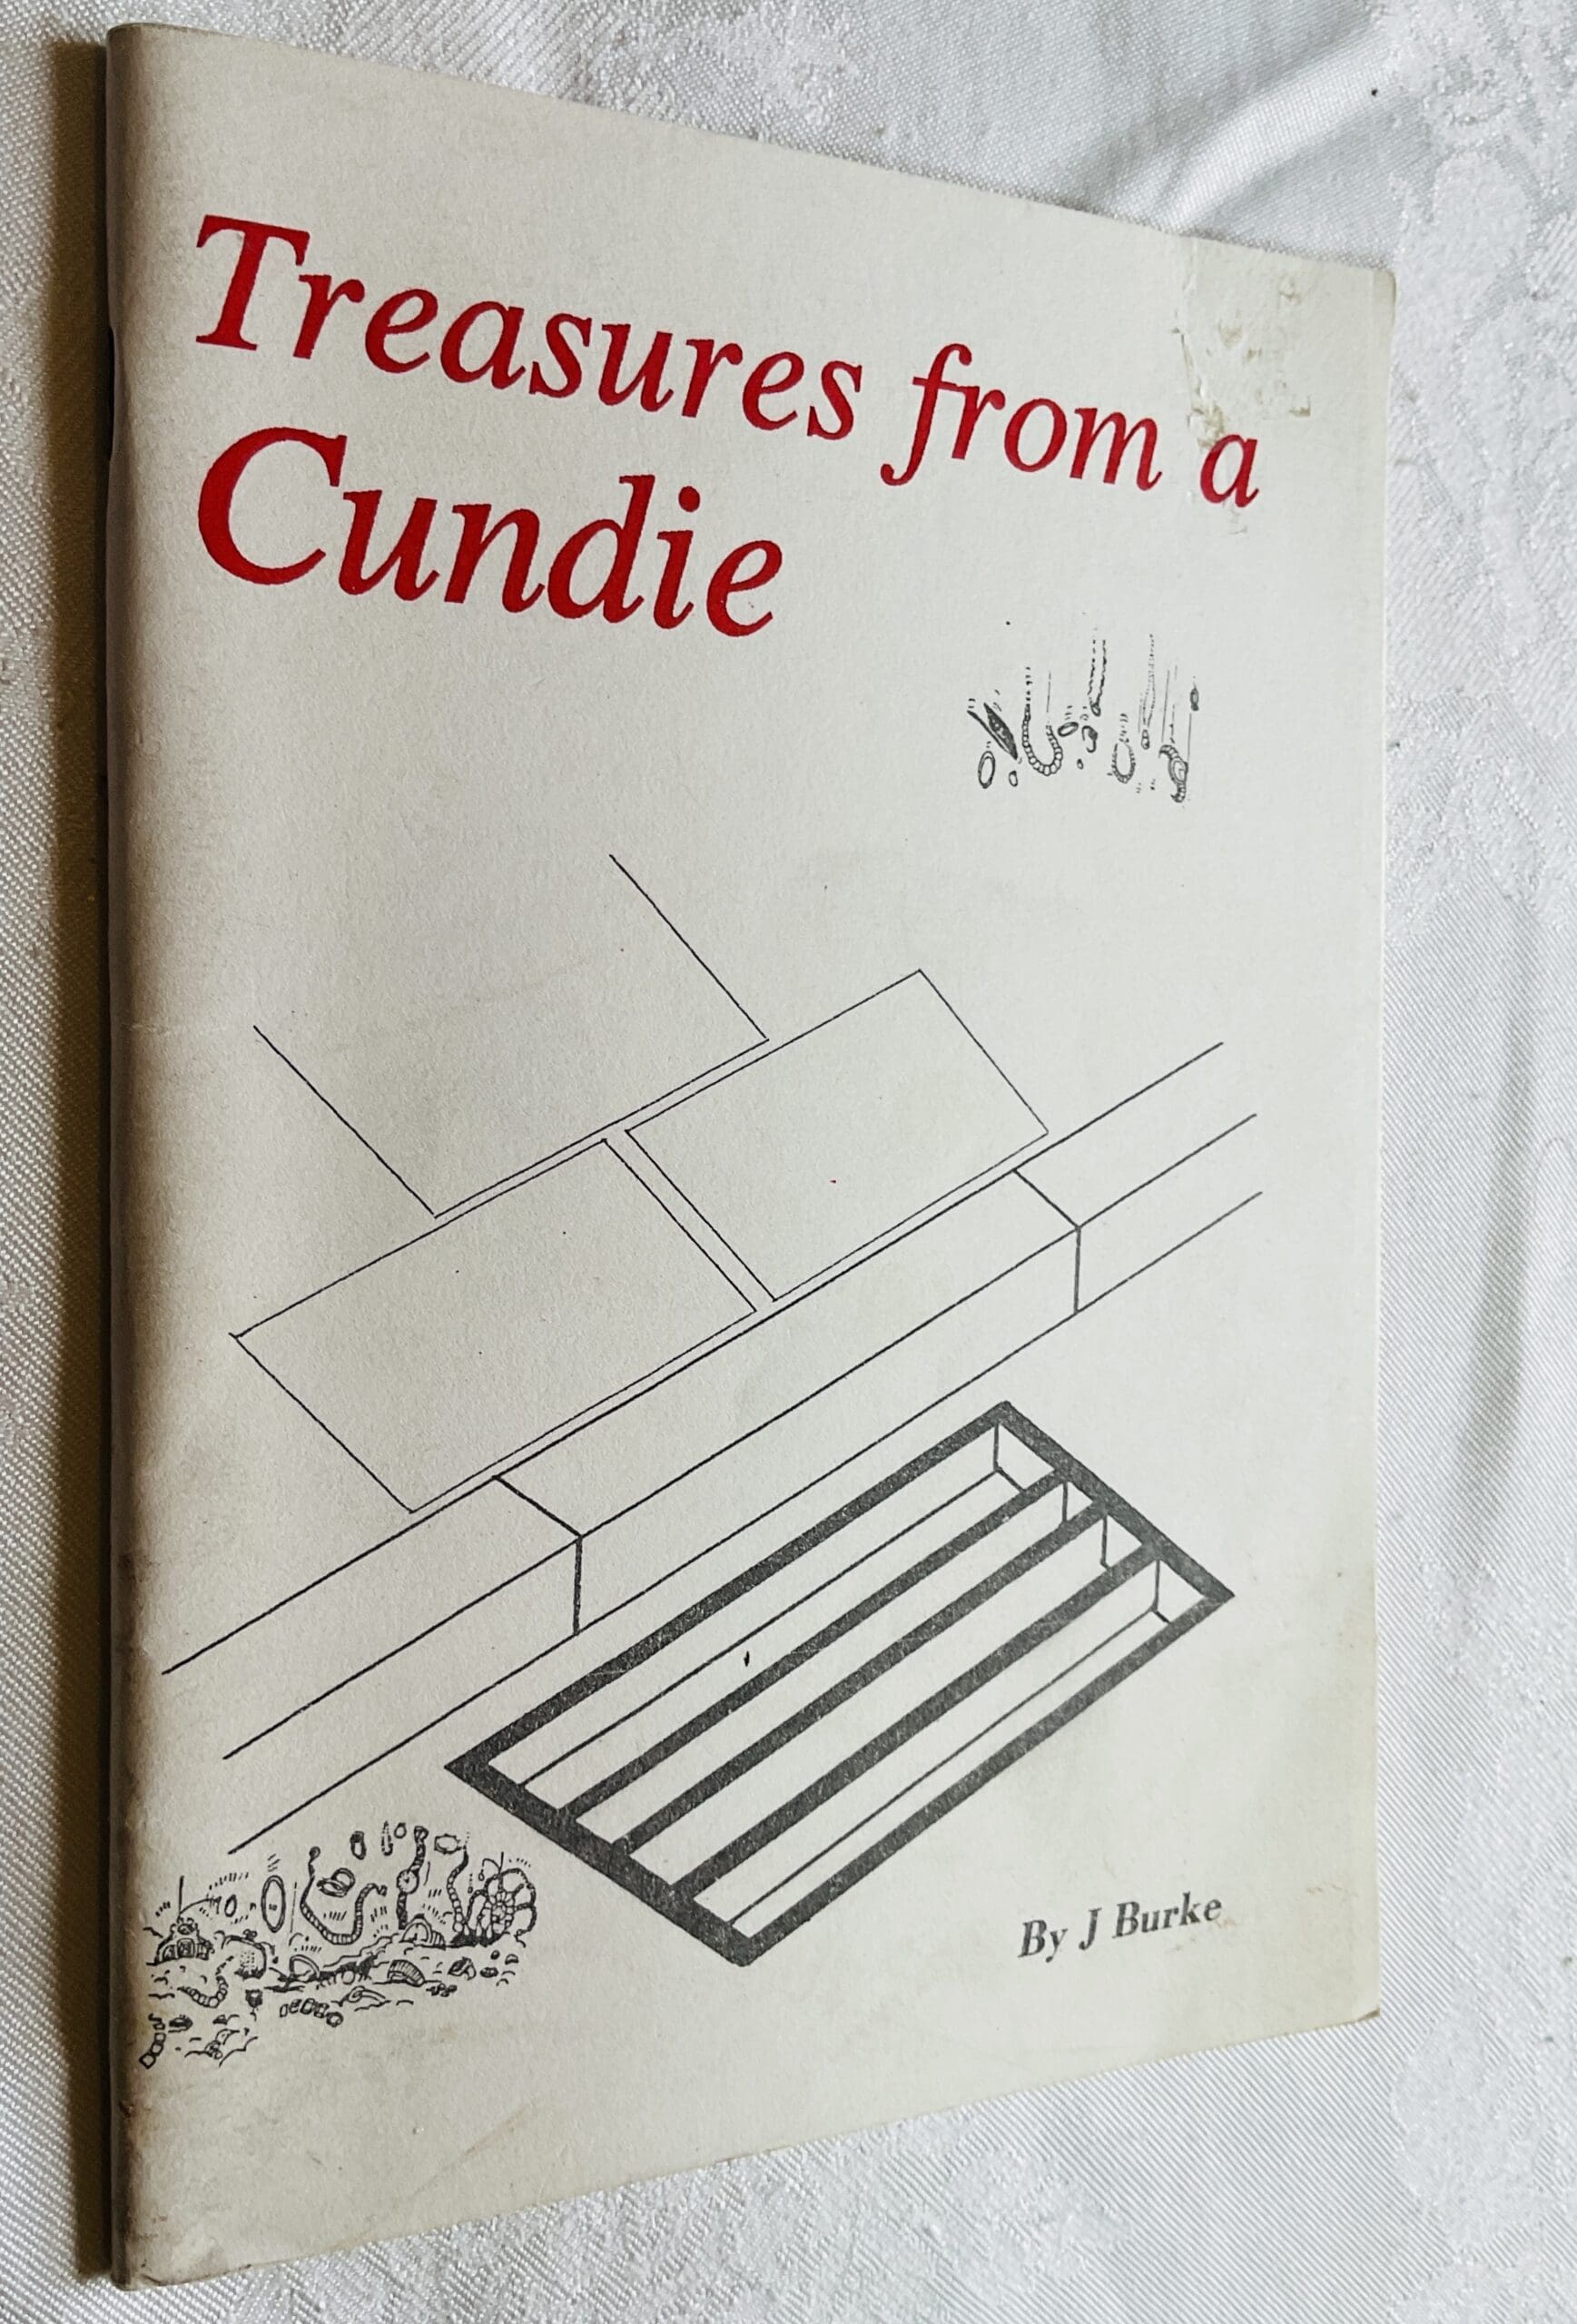 Treasures from a
Cundie
By J Burke